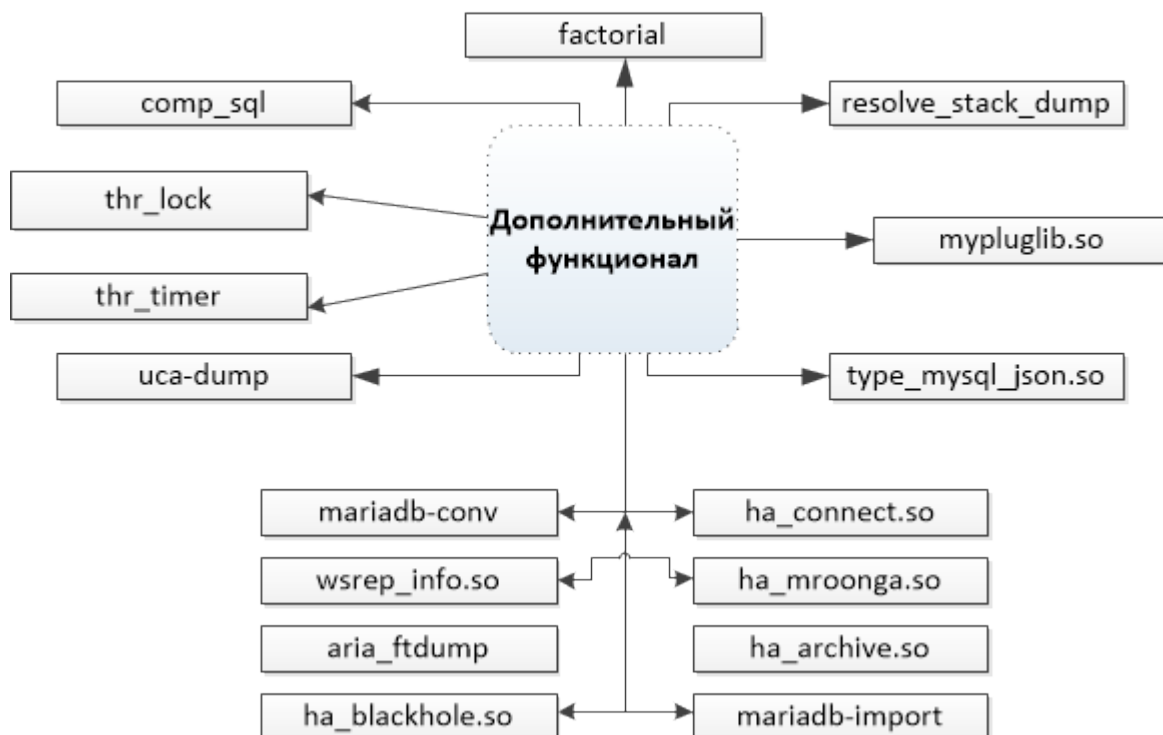 factorial
comp_sql
resolve_stack_dump
thr_lock
Дополнительный
функционал
mypluglib.so
thr_timer
uca-dump
type_mysql_json.so
mariadb-conv
ha_connect.so
wsrep_info.so
ha_mroonga.so
aria_ftdump
ha_archive.so
ha_blackhole.so
mariadb-import